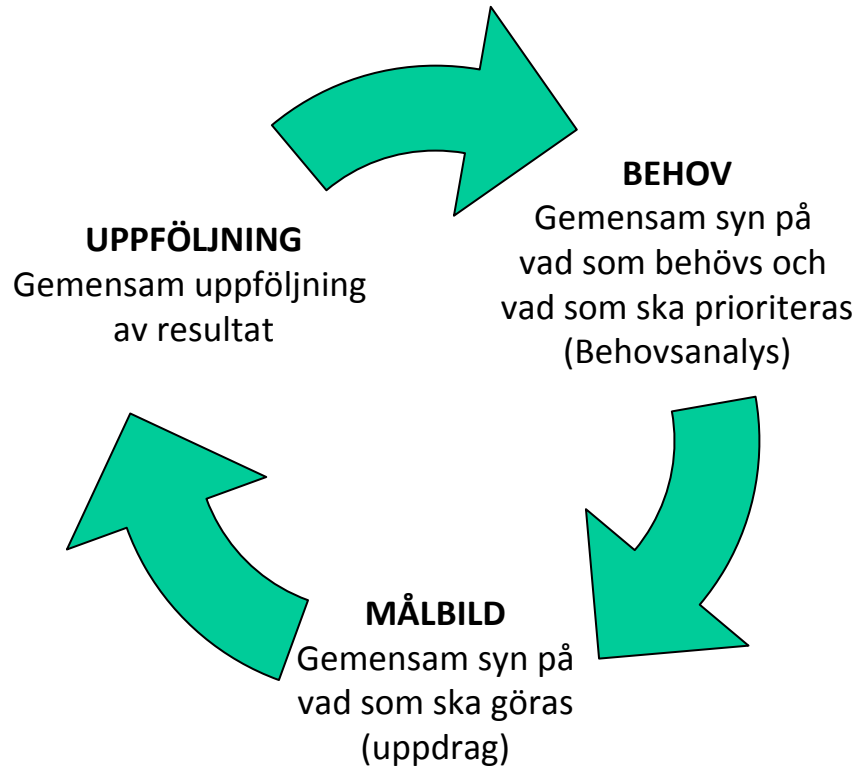 BEHOV
Gemensam syn på
vad som behövs och
vad som ska prioriteras
(Behovsanalys)
MÅLBILD
Gemensam syn på
vad som ska göras
(uppdrag)
UPPFÖLJNING
Gemensam uppföljning
av resultat